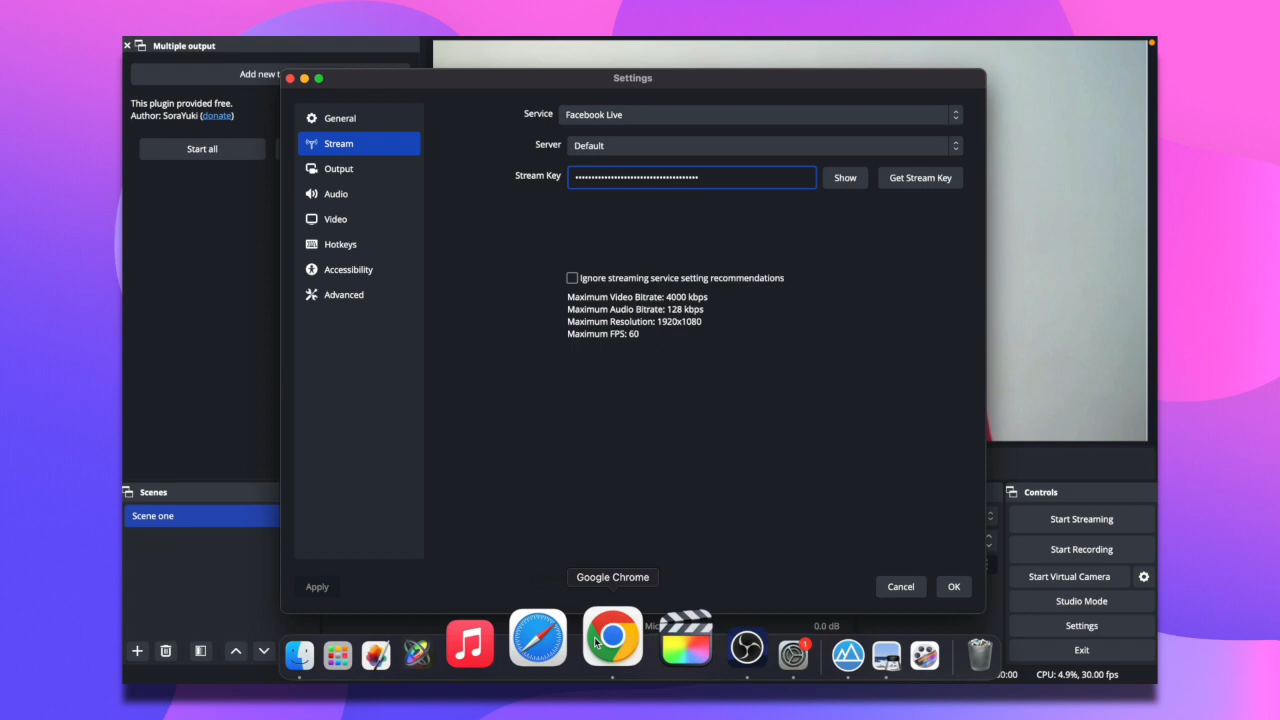 Multiple output
Add new t
This plugin provided free.
Author: SoraYuki (donate)
Start all
Settings
General
Stream
Output
Audio
Video
Hotkeys
Accessibility
Advanced
Service
Facebook Live
Server
Default
Stream Key
••••••••••••••••••••••••••••••••••••••
Show
Get Stream Key
Ignore streaming service setting recommendations
Maximum Video Bitrate: 4000 kbps
Maximum Audio Bitrate: 128 kbps
Maximum Resolution: 1920x1080
Maximum FPS: 60
Apply
Cancel
OK
Scenes
Scene one
Google Chrome
Mic
0.0 dB
1
Controls
Start Streaming
Start Recording
Start Virtual Camera
Studio Mode
Settings
Exit
0:00
CPU: 4.9%, 30.00 fps